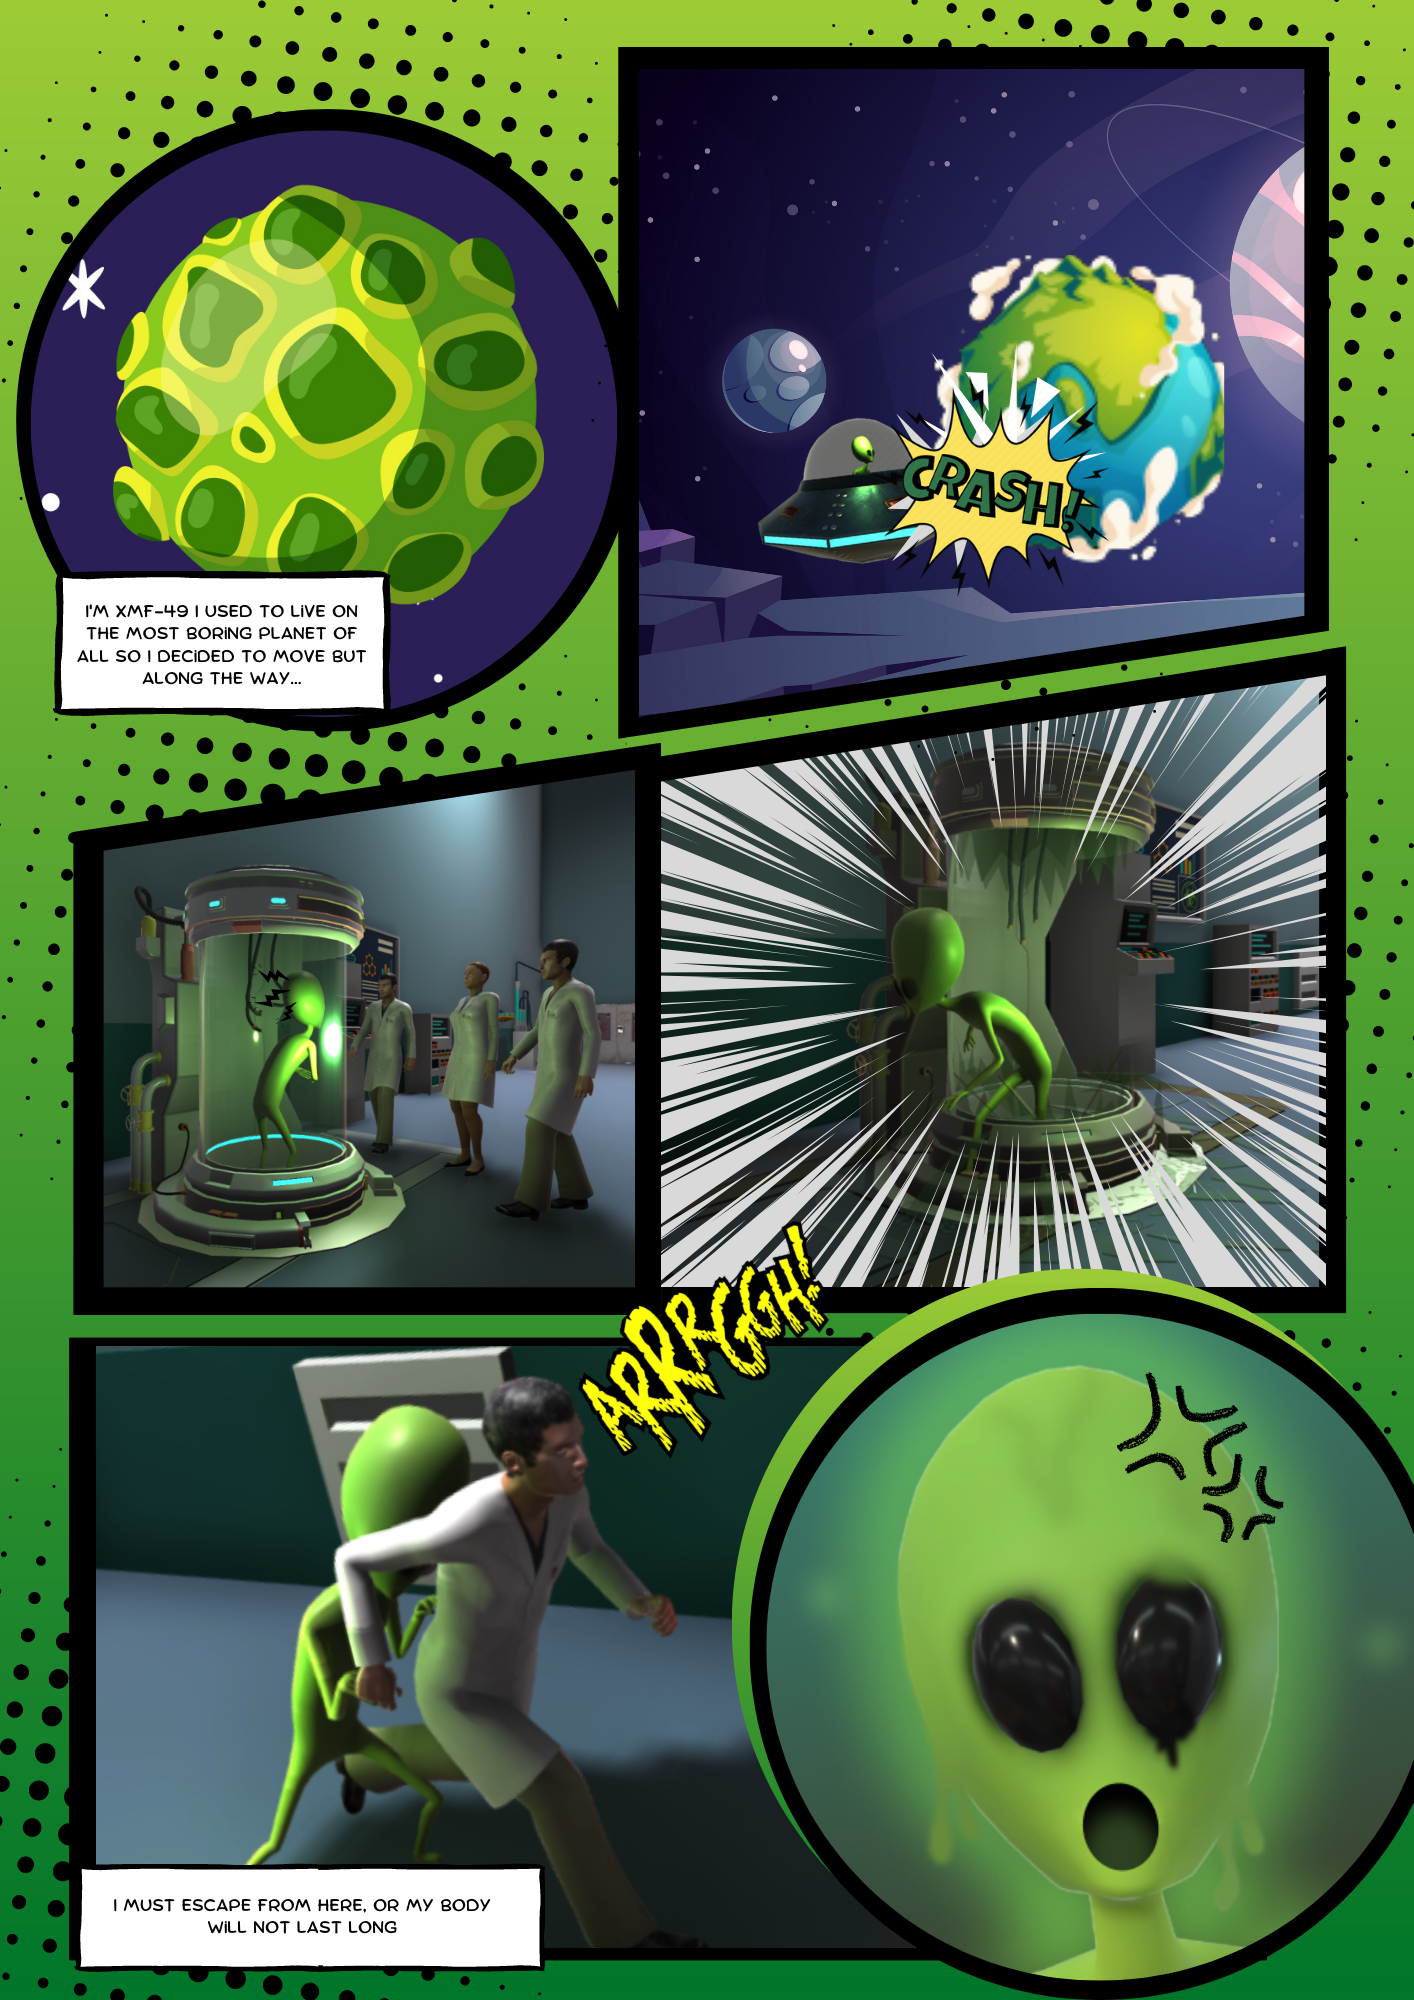 I'M XMF-49 I USED TO LIVE ON
THE MOST BORING PLANET OF
ALL SO I DECIDED TO MOVE BUT
ALONG THE WAY...
CRASH!
ARRRGGH!
I MUST ESCAPE FROM HERE, OR MY BODY
WILL NOT LAST LONG